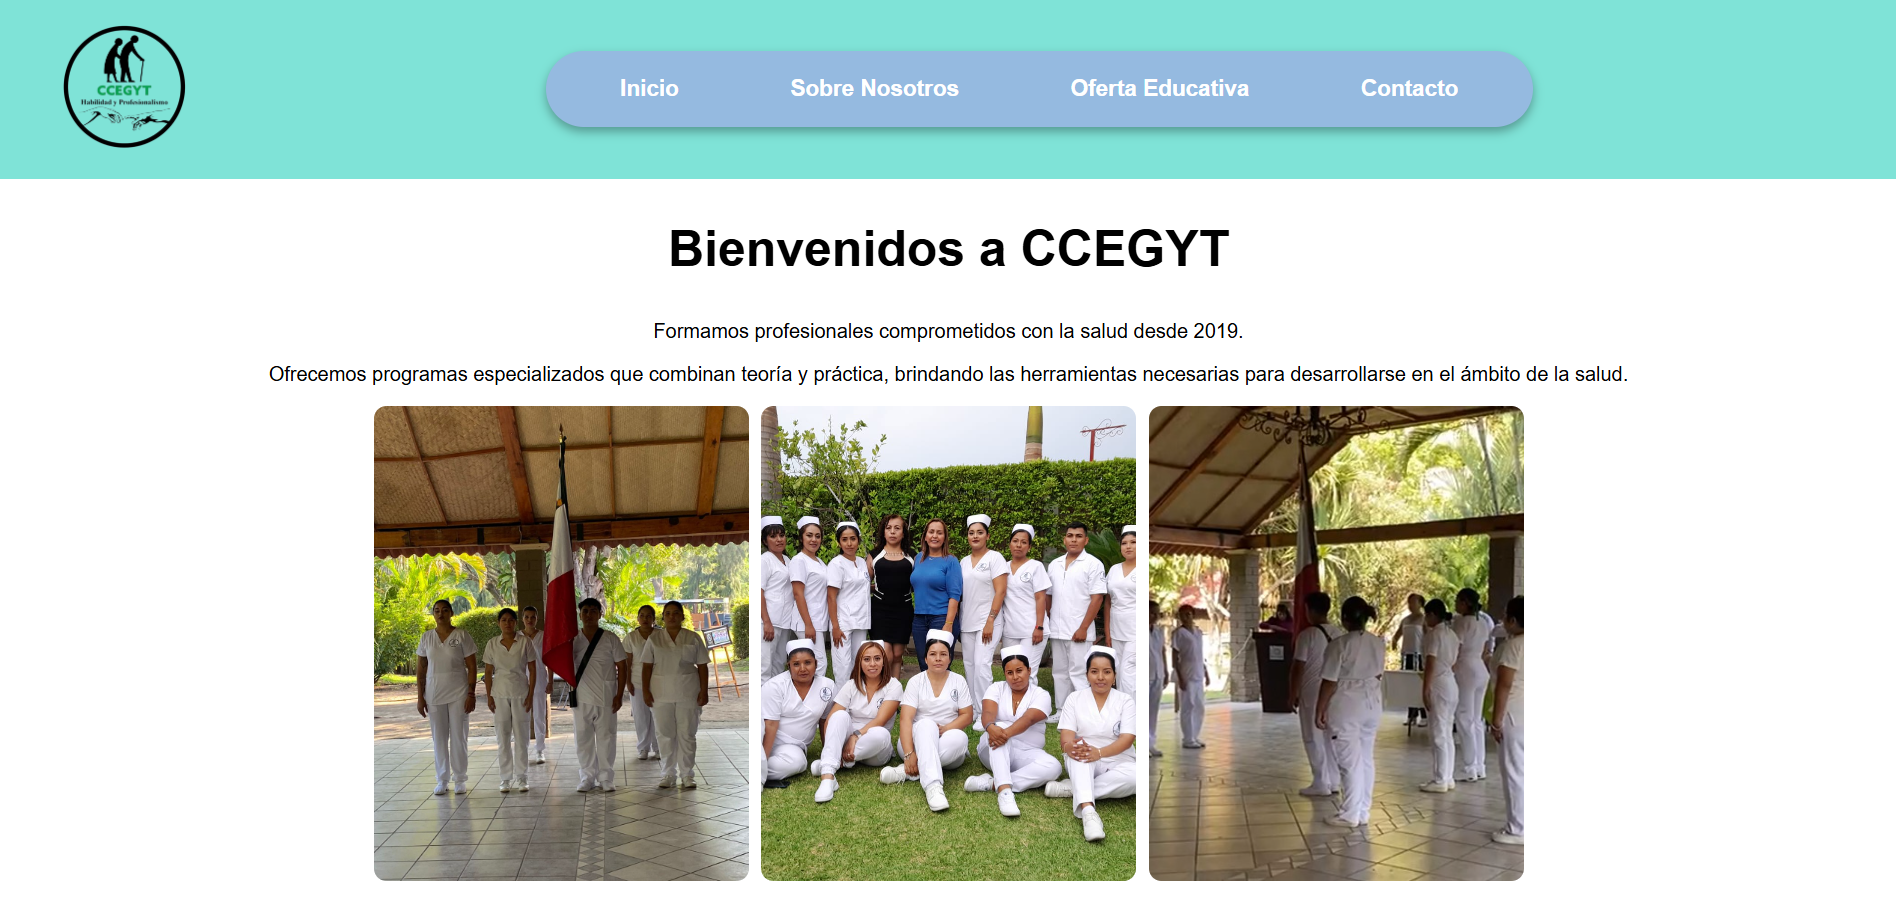 CCEGYT
Habilidad y Profesionalismo
Inicio
Sobre Nosotros
Oferta Educativa
Contacto
Bienvenidos a CCEGYT
Formamos profesionales comprometidos con la salud desde 2019.
Ofrecemos programas especializados que combinan teoría y práctica, brindando las herramientas necesarias para desarrollarse en el ámbito de la salud.